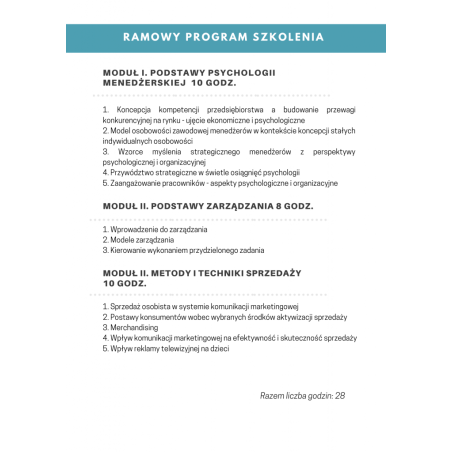 RAMOWY PROGRAM SZKOLENIA
MODUŁ I. PODSTAWY PSYCHOLOGII
MENEDŻERSKIEJ 10 GODZ.
1. Koncepcja kompetencji przedsiębiorstwa a budowanie przewagi
konkurencyjnej na rynku - ujęcie ekonomiczne i psychologiczne
2. Model osobowości zawodowej menedżerów w kontekście koncepcji stałych
indywidualnych osobowości
3. Wzorce myślenia strategicznego menedżerów z perspektywy
psychologicznej i organizacyjnej
4. Przywództwo strategiczne w świetle osiągnięć psychologii
5. Zaangażowanie pracowników - aspekty psychologiczne i organizacyjne
MODUŁ II. PODSTAWY ZARZĄDZANIA 8 GODZ.
1. Wprowadzenie do zarządzania
2. Modele zarządzania
3. Kierowanie wykonaniem przydzielonego zadania
MODUŁ II. METODY I TECHNIKI SPRZEDAŻY
10 GODZ.
1. Sprzedaż osobista w systemie komunikacji marketingowej
2. Postawy konsumentów wobec wybranych środków aktywizacji sprzedaży
3. Merchandising
4. Wpływ komunikacji marketingowej na efektywność i skuteczność sprzedaży
5. Wpływ reklamy telewizyjnej na dzieci
Razem liczba godzin: 28